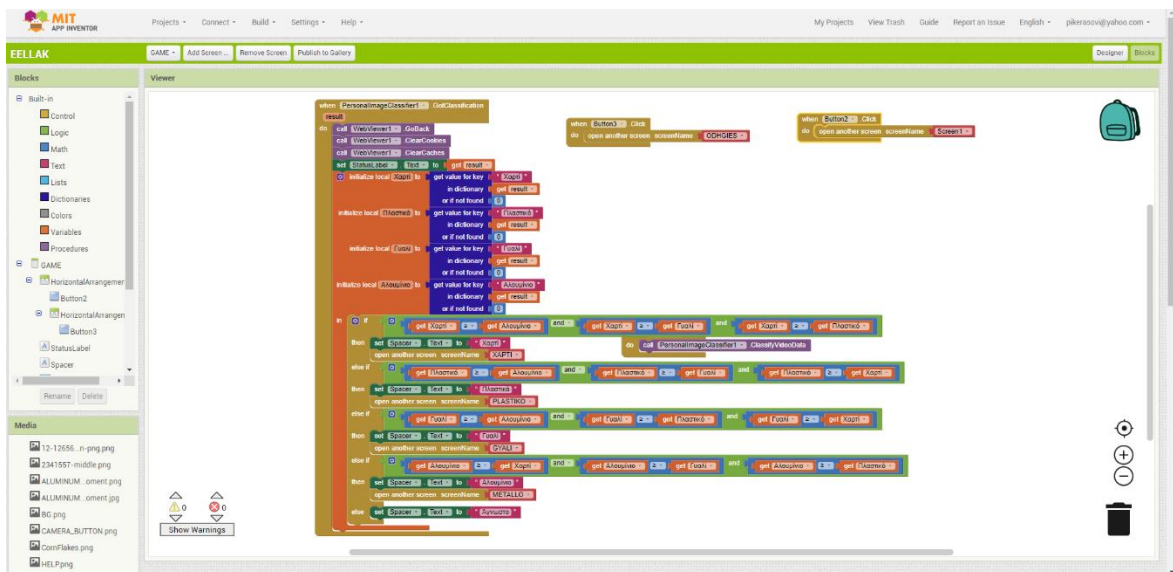 MIT
APP INVENTOR
Projects Connect Build Settings Help
My Projects View Trash Guide Report an Issue English pikerasovi@yahoo.com
EELLAK
GAME Add Screen ... Remove Screen Publish to Gallery
Designer Blocks
Blocks
Built-in
Control
Logic
Math
Text
Lists
Dictionaries
Colors
Variables
Procedures
GAME
HorizontalArrangemer
Button2
HorizontalArrangen
Button3
StatusLabel
Spacer
Rename Delete
Media
12-12656...n-png.png
2341557-middle.png
ALUMINUM...oment.png
ALUMINUM...oment.jpg
BG.png
CAMERA_BUTTON.png
CornFlakes.png
HELP.png
Viewer
when PersonalImageClassifier1 .GotClassification
result
do call WebViewer1 .GoBack
call WebViewer1 .ClearCookies
call WebViewer1 .ClearCaches
set StatusLabel . Text to get result
initialize local Χαρτί to get value for key " Χαρτί "
in dictionary get result
or if not found 0
initialize local Πλαστικό to get value for key " Πλαστικό "
in dictionary get result
or if not found 0
initialize local Γυαλί to get value for key " Γυαλί "
in dictionary get result
or if not found 0
initialize local Αλουμίνιο to get value for key " Αλουμίνιο "
in dictionary get result
or if not found 0
in if get Χαρτί ≥ get Αλουμίνιο and get Χαρτί ≥ get Γυαλί and get Χαρτί ≥ get Πλαστικό
then set Spacer . Text to " Χαρτί "
open another screen screenName XAPTI
else if get Πλαστικό ≥ get Αλουμίνιο and get Πλαστικό ≥ get Γυαλί and get Πλαστικό ≥ get Χαρτί
then set Spacer . Text to " Πλαστικό "
open another screen screenName PLASTIKO
else if get Γυαλί ≥ get Αλουμίνιο and get Γυαλί ≥ get Πλαστικό and get Γυαλί ≥ get Χαρτί
then set Spacer . Text to " Γυαλί "
open another screen screenName GYALI
else if get Αλουμίνιο ≥ get Χαρτί and get Αλουμίνιο ≥ get Γυαλί and get Αλουμίνιο ≥ get Πλαστικό
then set Spacer . Text to " Αλουμίνιο "
open another screen screenName METALLO
else set Spacer . Text to " Άγνωστο "
do call PersonalImageClassifier1 .ClassifyVideoData
when Button3 .Click
do open another screen screenName ODHGIES
when Button2 .Click
do open another screen screenName Screen1
0 0
Show Warnings